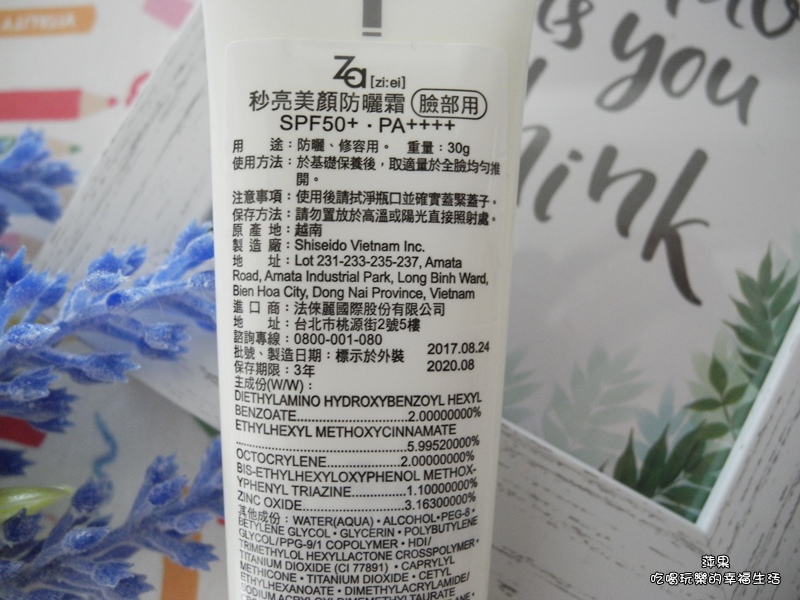 Za [zi:ei]
秒亮美顏防曬霜 臉部用
SPF50+ · PA++++
用 途：防曬、修容用。 重量：30g
使用方法：於基礎保養後，取適量於全臉均勻推
開。
注意事項：使用後請拭淨瓶口並確實蓋緊蓋子。
保存方法：請勿置放於高溫或陽光直接照射處。
原 產 地：越南
製 造 廠：Shiseido Vietnam Inc.
地 址：Lot 231-233-235-237, Amata
Road, Amata Industrial Park, Long Binh Ward,
Bien Hoa City, Dong Nai Province, Vietnam
進 口 商：法倈麗國際股份有限公司
地 址：台北市桃源街2號5樓
諮詢專線：0800-001-080
批號、製造日期：標示於外裝 2017.08.24
保存期限：3年 2020.08
主成份(W/W)：
DIETHYLAMINO HYDROXYBENZOYL HEXYL
BENZOATE....................................2.00000000%
ETHYLHEXYL METHOXYCINNAMATE
....................................................5.99520000%
OCTOCRYLENE...........................2.00000000%
BIS-ETHYLHEXYLOXYPHENOL METHOX-
YPHENYL TRIAZINE....................1.10000000%
ZINC OXIDE..............................3.16300000%
其他成份：WATER(AQUA)・ALCOHOL・PEG-8・
BETYLENE GLYCOL・GLYCERIN・POLYBUTYLENE
GLYCOL/PPG-9/1 COPOLYMER・HDI/
TRIMETHYLOL HEXYLLACTONE CROSSPOLYMER・
TITANIUM DIOXIDE (CI 77891)・CAPRYLYL
METHICONE・TITANIUM DIOXIDE・CETYL
ETHYLHEXANOATE・DIMETHYLACRYLAMIDE/
SODIUM ACRYLOYLDIMETHYLTAURATE
is you
think
萍果
吃喝玩樂的幸福生活